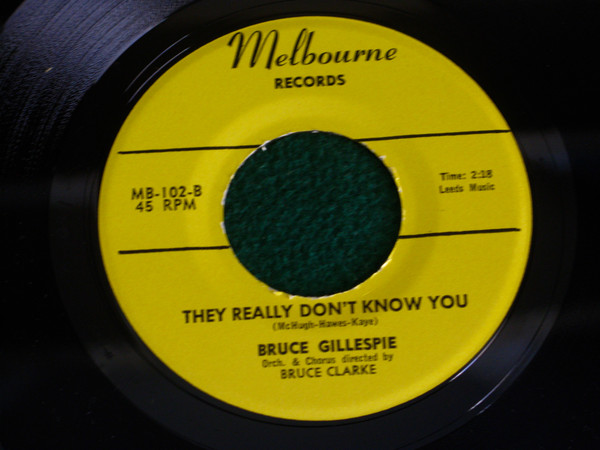 Melbourne
RECORDS
MB-102-B
45 RPM
Time: 2:18
Leeds Music
THEY REALLY DON'T KNOW YOU
(McHugh-Hawes-Kaye)
BRUCE GILLESPIE
Orch. & Chorus directed by
BRUCE CLARKE